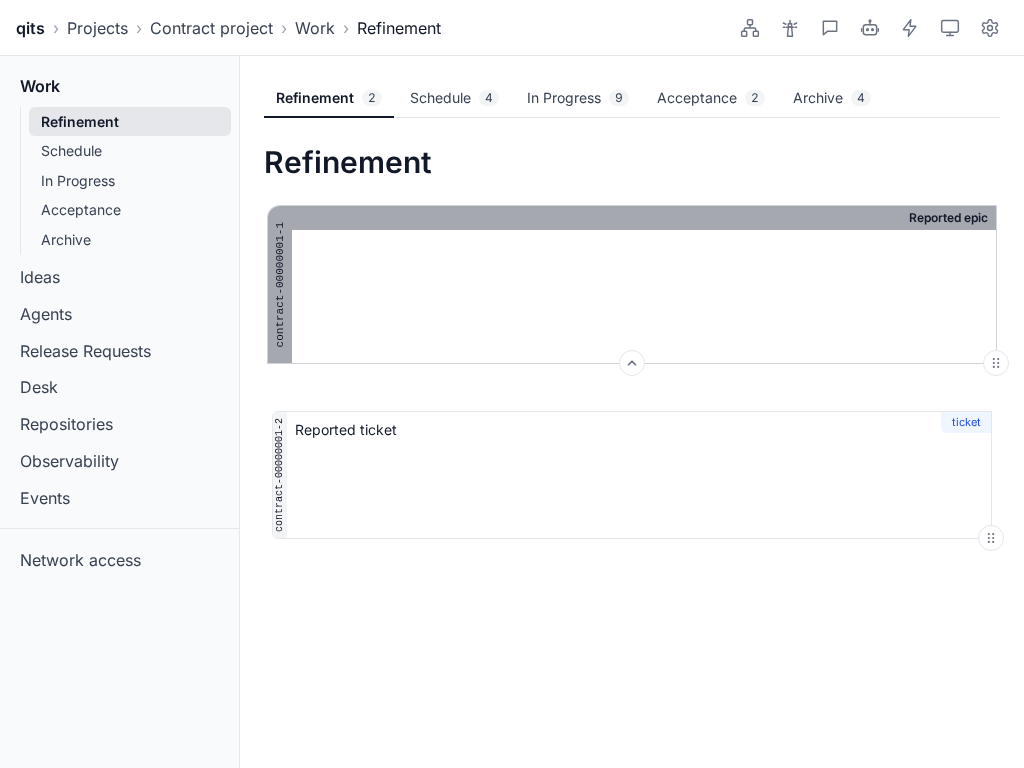 qits › Projects › Contract project › Work › Refinement
Work
Refinement
Schedule
In Progress
Acceptance
Archive
Ideas
Agents
Release Requests
Desk
Repositories
Observability
Events
Network access
Refinement 2 Schedule 4 In Progress 9 Acceptance 2 Archive 4
Refinement
Reported epic
contract-00000001-1
contract-00000001-2
Reported ticket
ticket